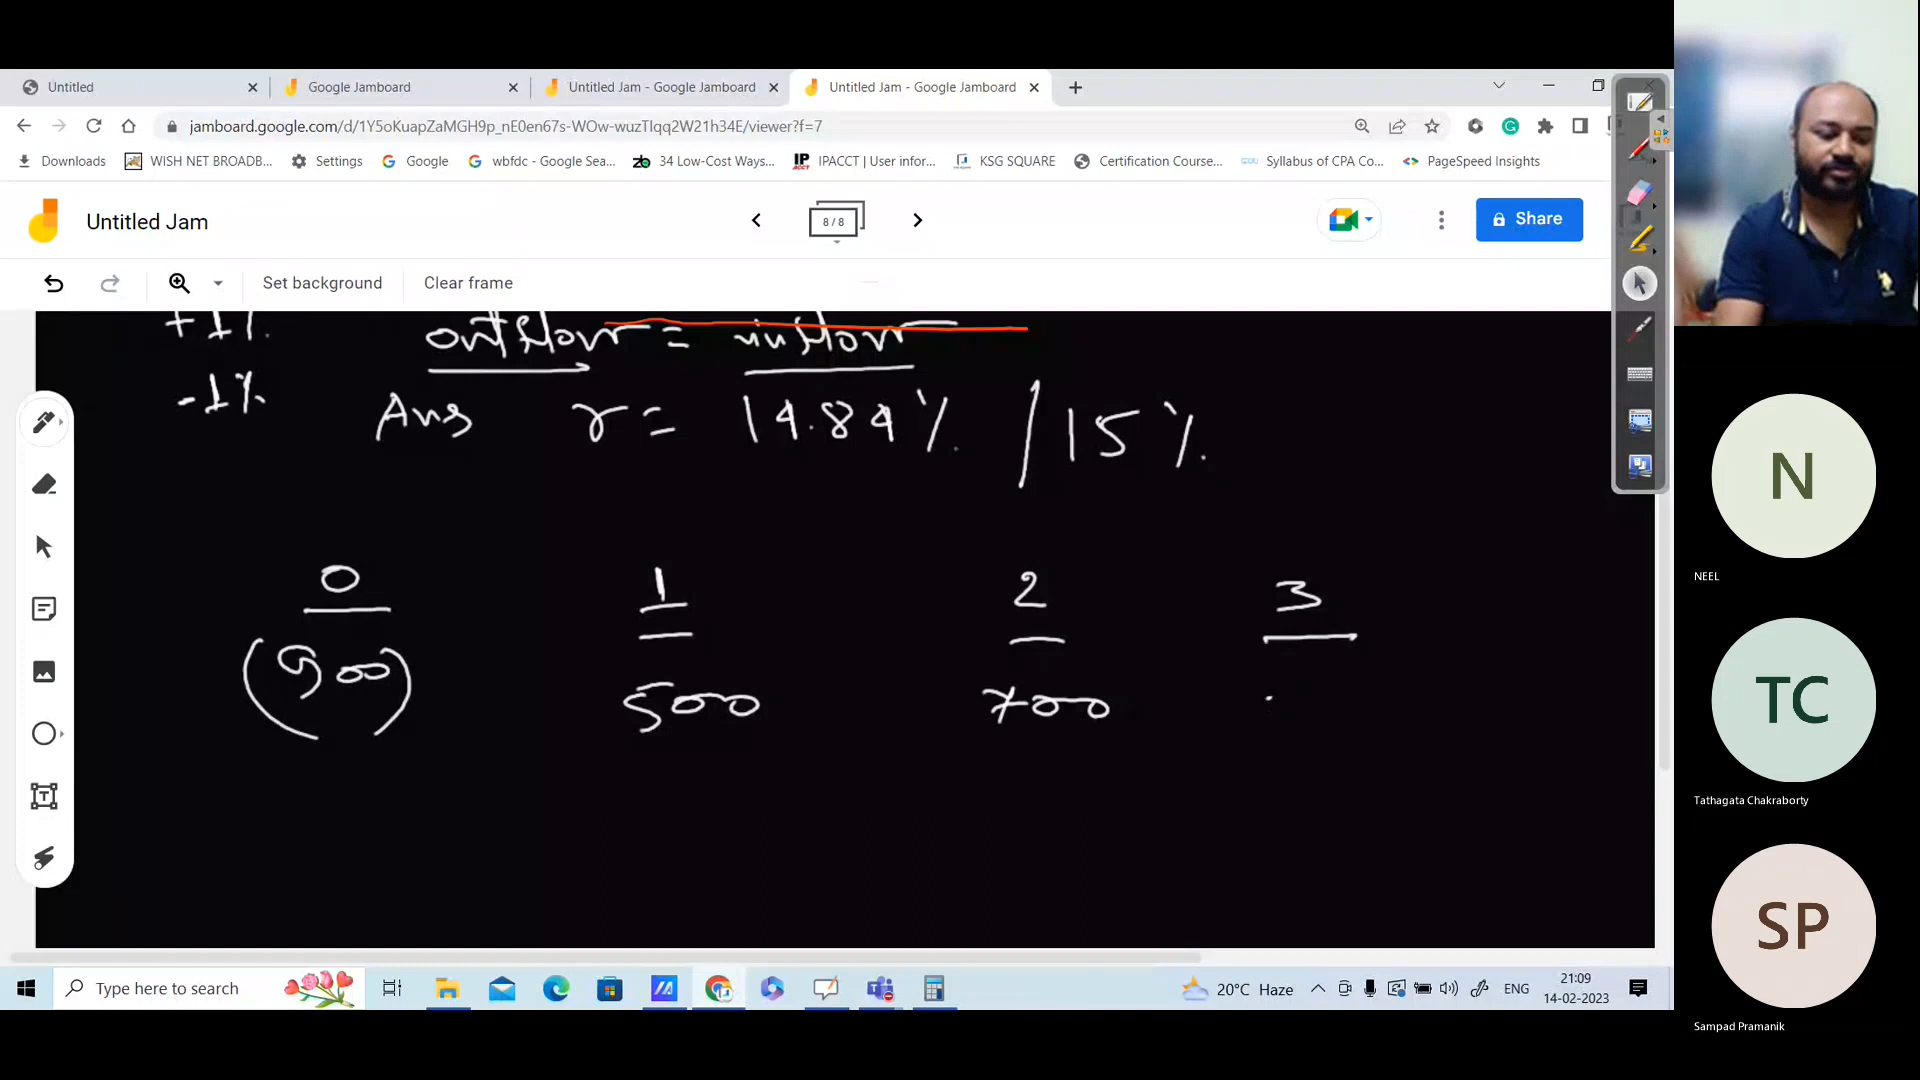 Untitled
Google Jamboard
Untitled Jam - Google Jamboard
Untitled Jam - Google Jamboard
jamboard.google.com/d/1Y5oKuapZaMGH9p_nE0en67s-WOw-wuzTIqq2W21h34E/viewer?f=7
Downloads
WISH NET BROADB...
Settings
Google
wbfdc - Google Sea...
34 Low-Cost Ways...
IPACCT | User infor...
KSG SQUARE
Certification Course...
Syllabus of CPA Co...
PageSpeed Insights
Untitled Jam
8 / 8
Share
Set background
Clear frame
+1%.
outflow = inflow
-1%
Ans r = 14.84%. / 15%.
0 1 2 3
(900) 500 700
N
NEEL
TC
Tathagata Chakraborty
SP
Sampad Pramanik
Type here to search
20°C Haze
ENG
21:09
14-02-2023